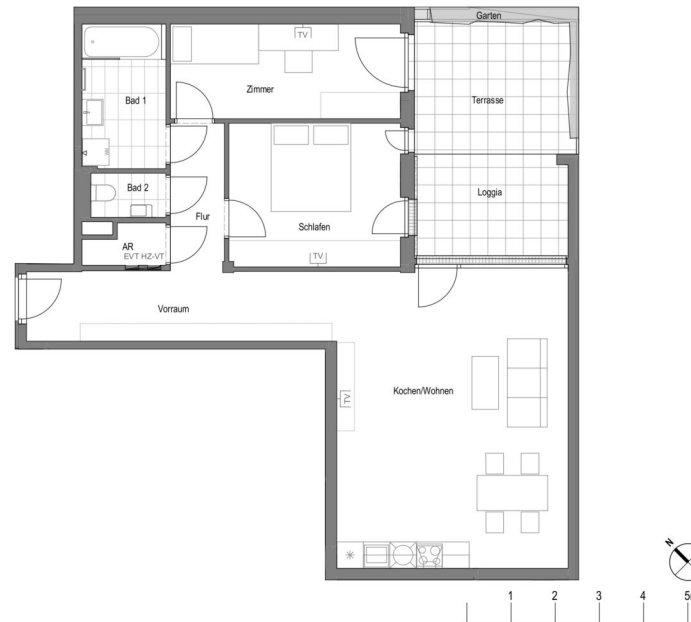 Garten
TV
Zimmer
Bad 1
Terrasse
Bad 2
Loggia
Flur
Schlafen
AR
EVT HZ-VT
TV
Vorraum
Kochen/Wohnen
TV
N
1 2 3 4